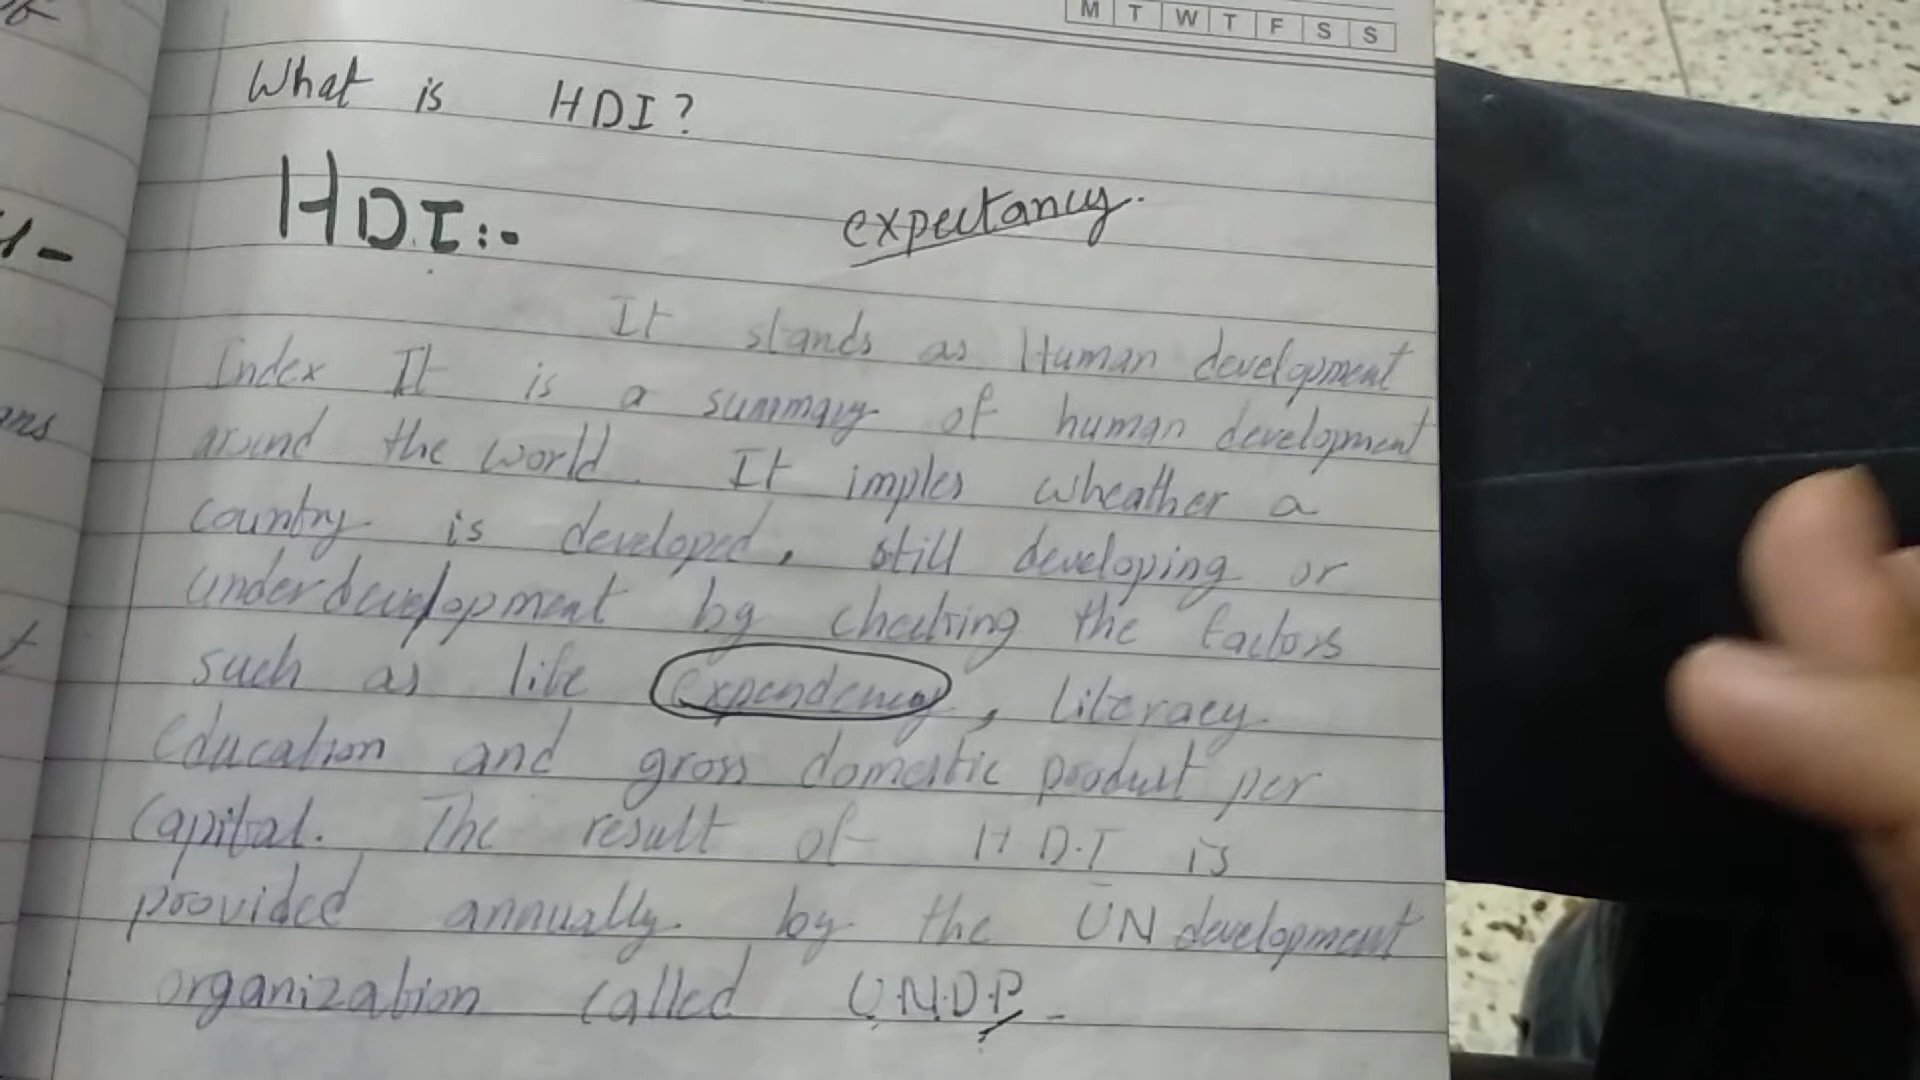 M T W T F S S
What is HDI?
HDI:-
expectancy.
It stands as Human development
Index It is a summary of human development
around the world. It imples wheather a
country is developed, still developing or
underdevelopment by checking the factors
such as life expendency, literacy
education and gross domestic product per
Capital. The result of H.D.I is
provided annually by the UN development
organization called U.N.D.P.
ans